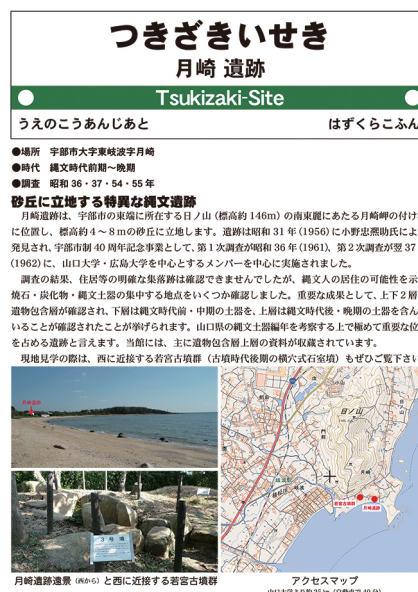 つきざきいせき
月崎 遺跡
Tsukizaki-Site
うえのこうあんじあと
はずくらこふん
●場所 宇部市大字東岐波字月崎
●時代 縄文時代前期〜晩期
●調査 昭和 36・37・54・55 年
砂丘に立地する特異な縄文遺跡
月崎遺跡は、宇部市の東端に所在する日ノ山（標高約 146m）の南東麓にあたる月崎岬の付け
に位置し、標高約４〜８mの砂丘に立地します。遺跡は昭和 31 年 (1956) に小野忠凞助氏によ
発見され、宇部市制 40 周年記念事業として、第１次調査が昭和 36 年 (1961)、第２次調査が翌 37
(1962) に、山口大学・広島大学を中心とするメンバーを中心に実施されました。
調査の結果、住居等の明確な集落跡は確認できませんでしたが、縄文人の居住の可能性を示
焼石・炭化物・縄文土器の集中する地点をいくつか確認しました。重要な成果として、上下２層
遺物包含層が確認され、下層は縄文時代前・中期の土器を、上層は縄文時代後・晩期の土器を含ん
いることが確認されたことが挙げられます。山口県の縄文土器編年を考察する上で極めて重要な位
を占める遺跡と言えます。当館には、主に遺物包含層上層の資料が収蔵されています。
現地見学の際は、西に近接する若宮古墳群（古墳時代後期の横穴式石室墳）もぜひご覧下さい
月崎遺跡
3 号 墳
日ノ山
月崎
若宮古墳群
月崎遺跡
月崎遺跡遠景（西から）と西に近接する若宮古墳群
アクセスマップ